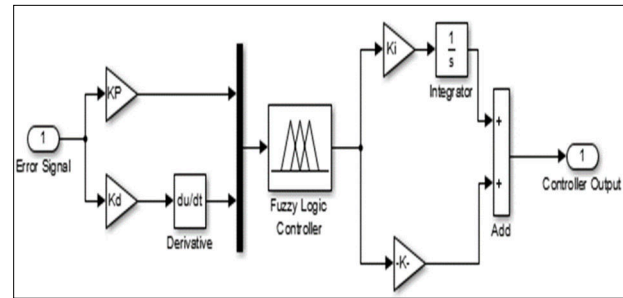 Ki
1
s
Integrator
KP
1
Error Signal
Kd
du/dt
Derivative
Fuzzy Logic
Controller
+
+
Add
1
Controller Output
-K-